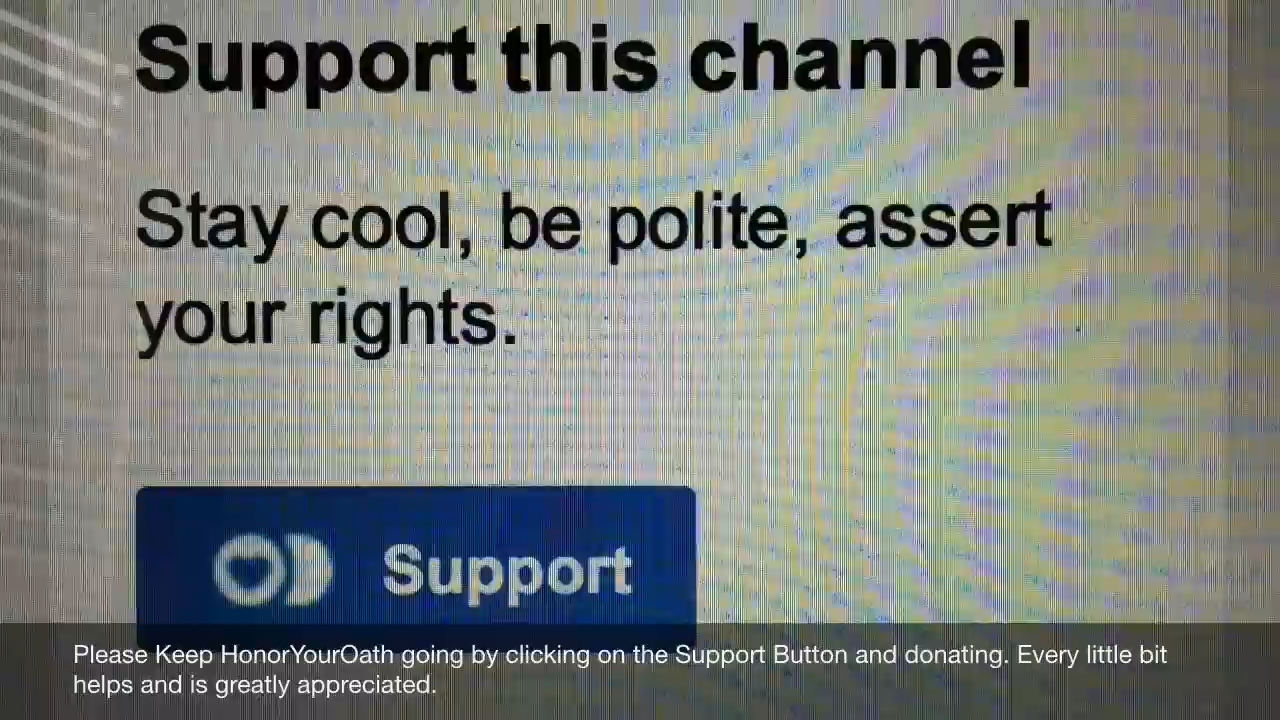 Support this channel
Stay cool, be polite, assert
your rights.
Support
Please Keep HonorYourOath going by clicking on the Support Button and donating. Every little bit
helps and is greatly appreciated.